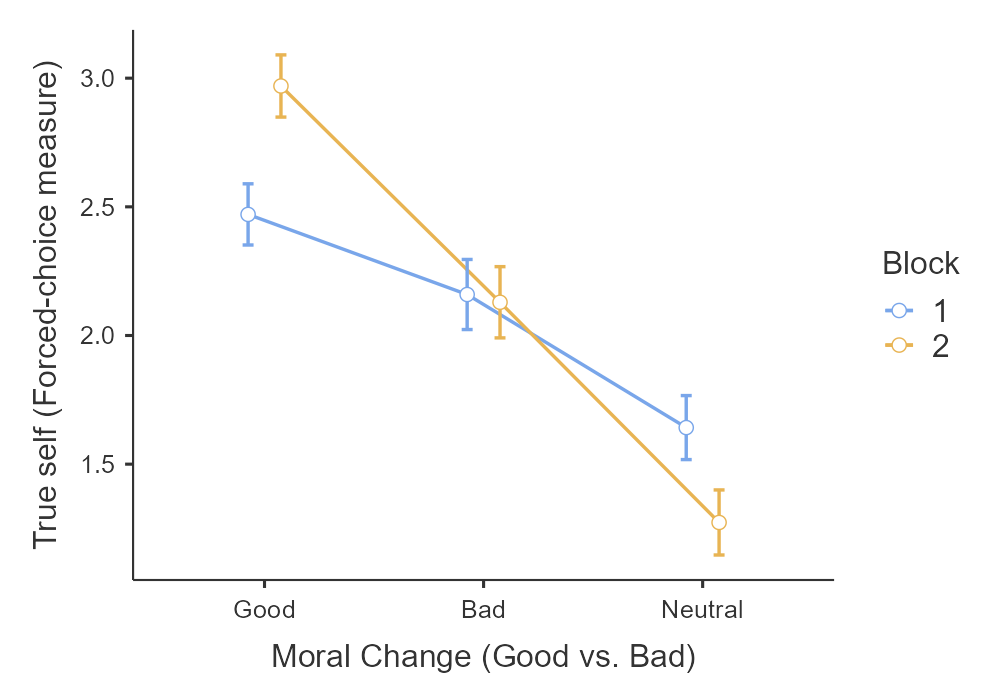 True self (Forced-choice measure)
3.0
2.5
2.0
1.5
Good
Bad
Neutral
Moral Change (Good vs. Bad)
Block
1
2